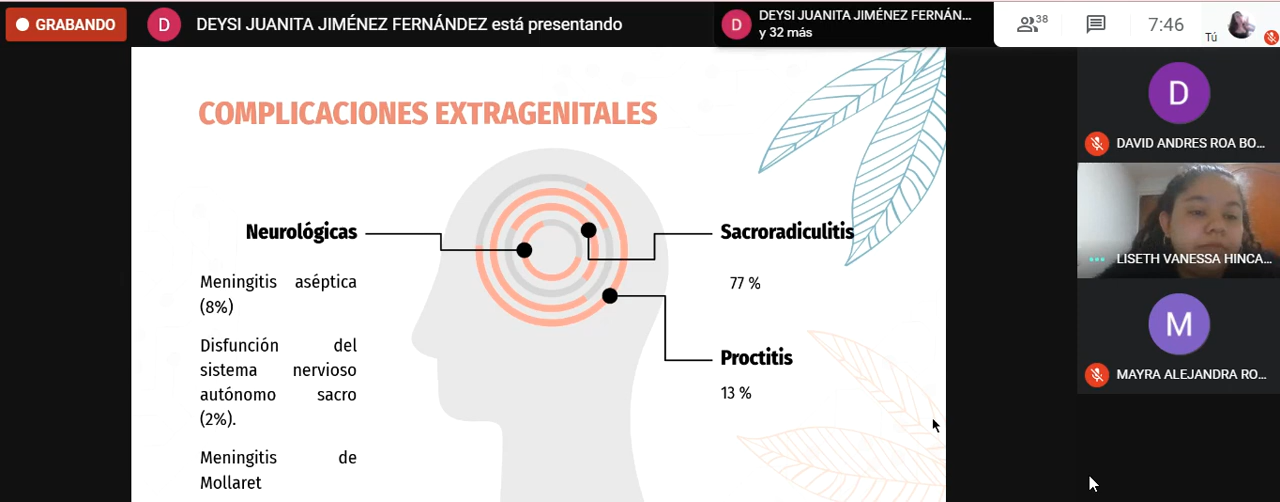 GRABANDO
D
DEYSI JUANITA JIMÉNEZ FERNÁNDEZ está presentando
D
DEYSI JUANITA JIMÉNEZ FERNÁN...
y 32 más
38
7:46
Tú
COMPLICACIONES EXTRAGENITALES
Neurológicas
Meningitis aséptica
(8%)
Disfunción del
sistema nervioso
autónomo sacro
(2%).
Meningitis de
Mollaret
Sacroradiculitis
77 %
Proctitis
13 %
D
DAVID ANDRES ROA BO...
LISETH VANESSA HINCA...
M
MAYRA ALEJANDRA RO...